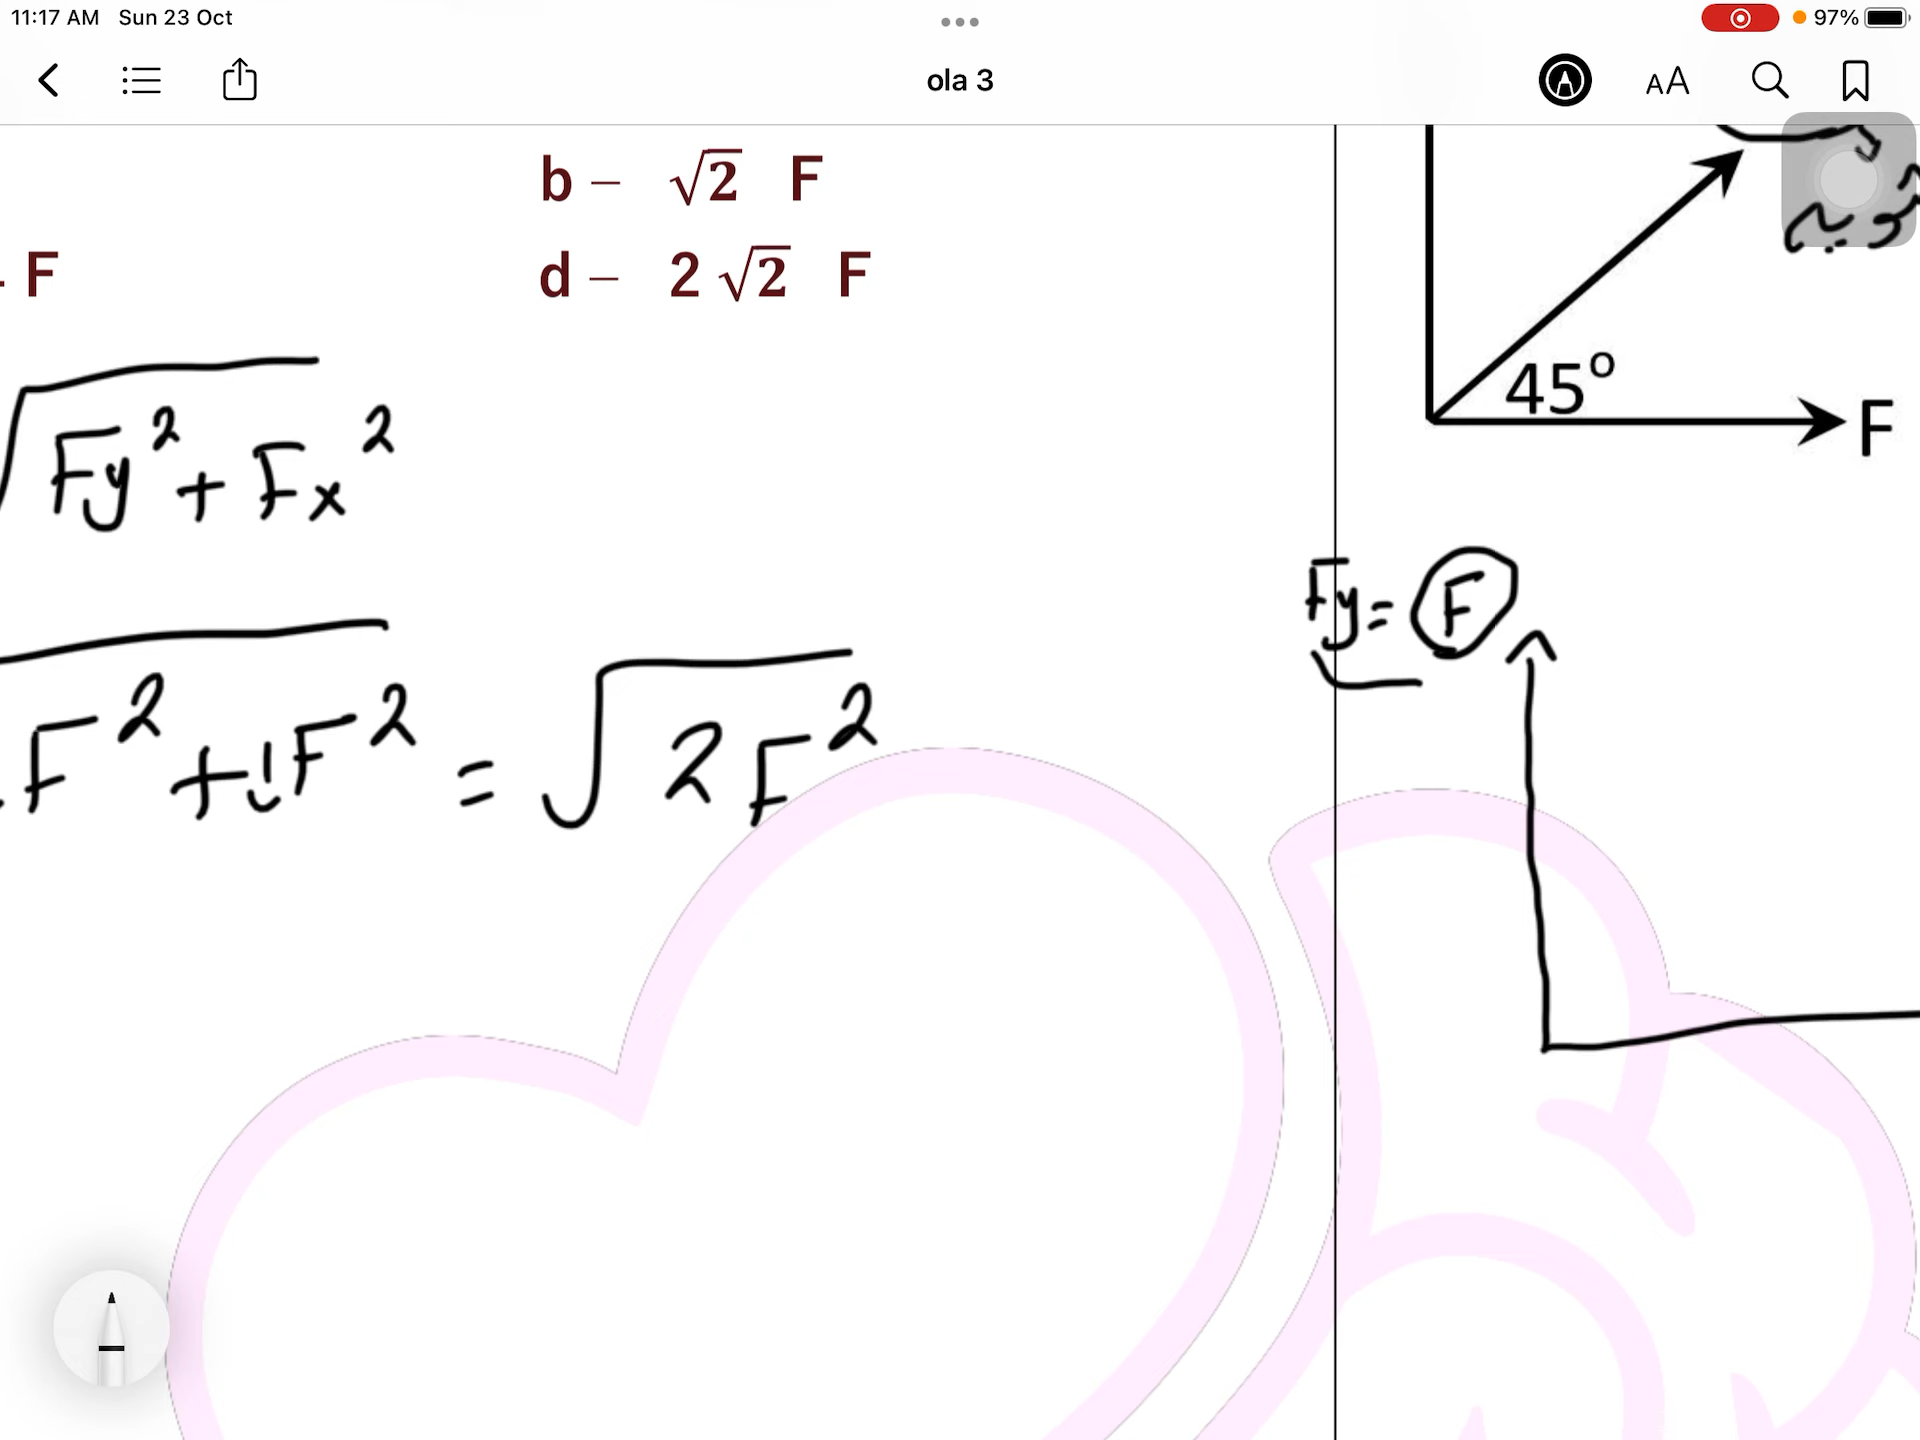 11:17 AM Sun 23 Oct
97%
ola 3
AA
b – √2 F
F
d – 2 √2 F
45°
F
√Fy² + Fx²
Fy = F
F² + 1F² = √2F²